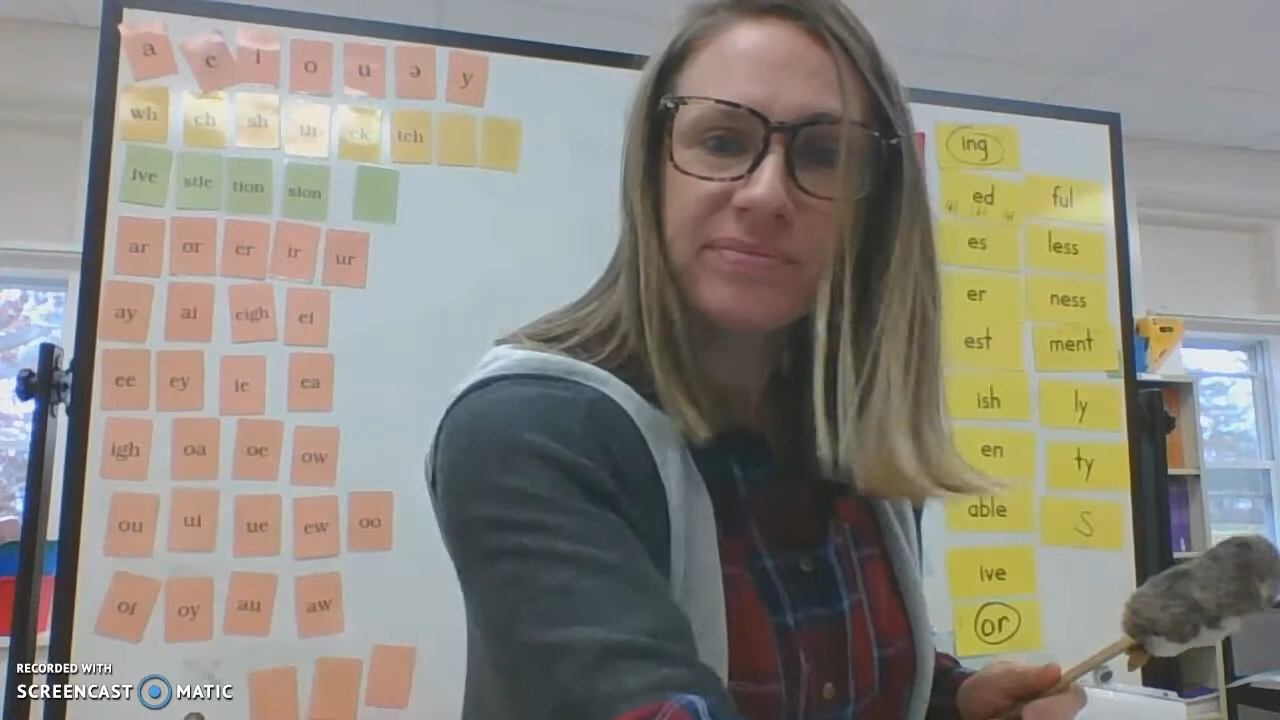 a e i o u ə y
wh ch sh th ck tch
ive stle tion sion
ar or er ir ur
ay ai eigh ei
ee ey ie ea
igh oa oe ow
ou ui ue ew oo
oi oy au aw
ing
ed ful
es less
er ness
est ment
ish ly
en ty
able S
ive
or
RECORDED WITH
SCREENCAST MATIC